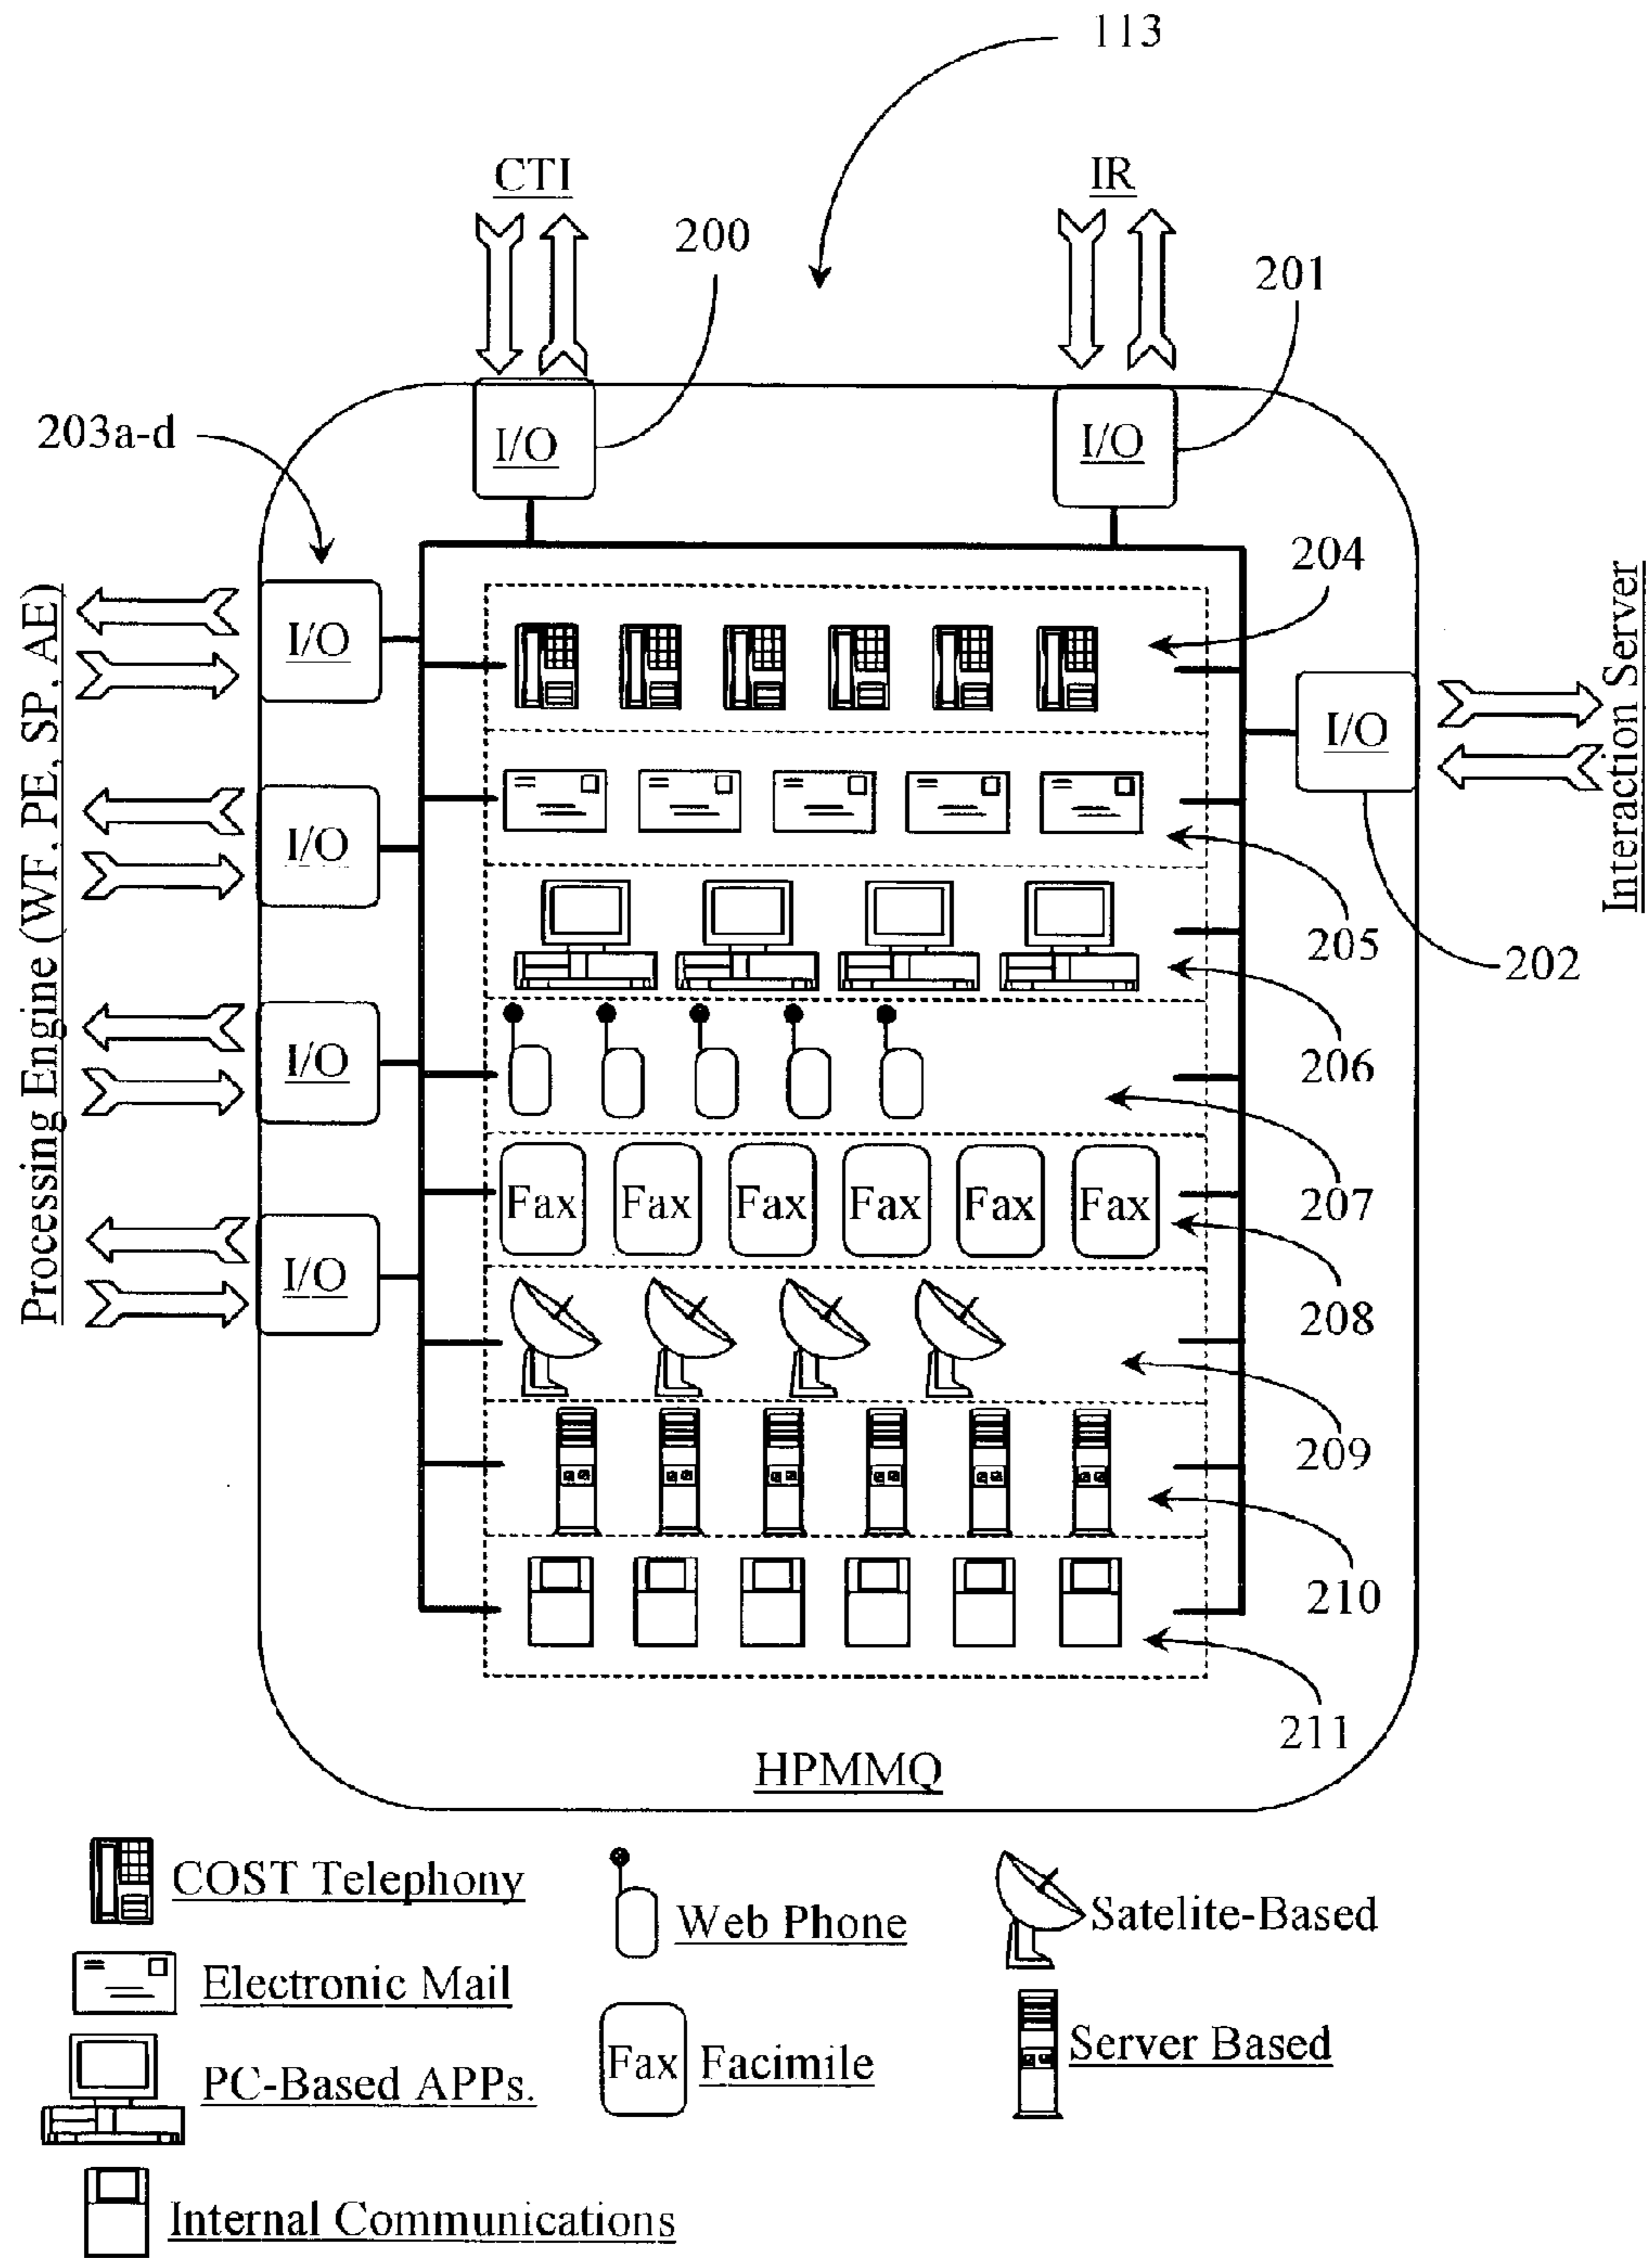 113
CTI
IR
200
201
203a-d
I/O
I/O
204
Processing Engine (WF, PE, SP, AE)
I/O
I/O
Interaction Server
I/O
205
202
206
I/O
207
Fax Fax Fax Fax Fax Fax
I/O
208
209
210
211
HPMMQ
COST Telephony
Web Phone
Satelite-Based
Electronic Mail
Fax Facimile
Server Based
PC-Based APPs.
Internal Communications